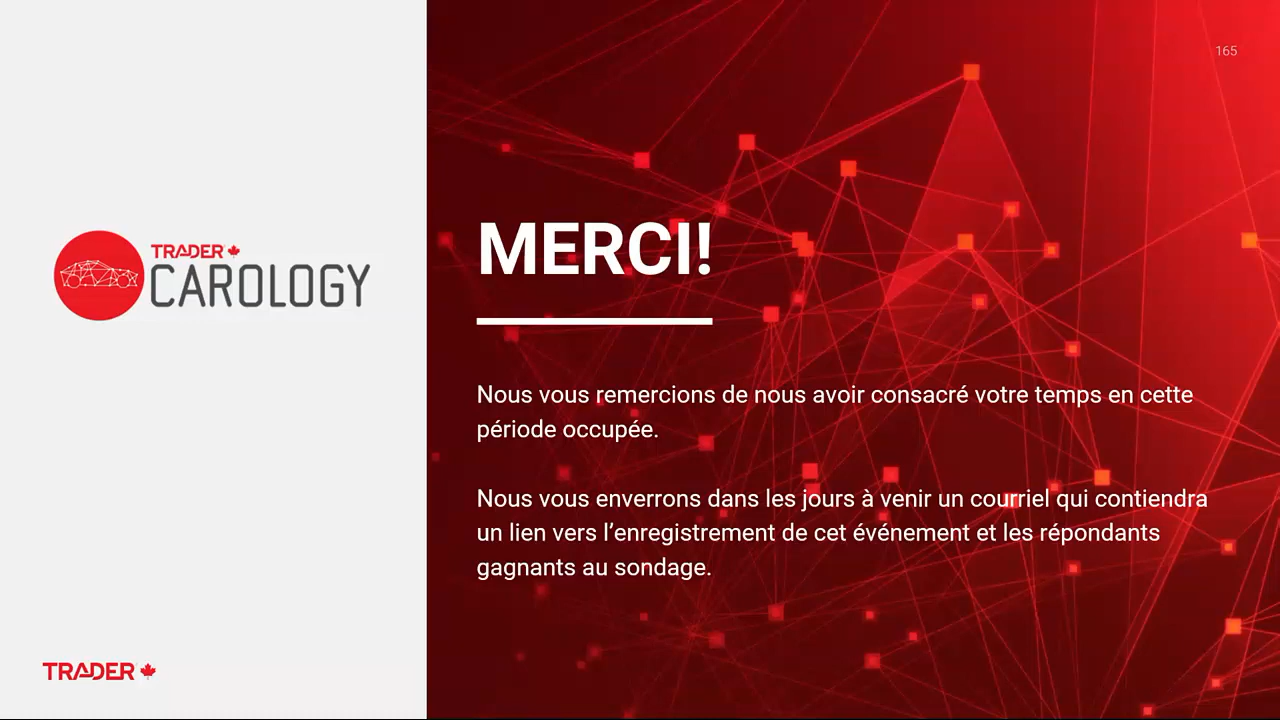 165
TRADER
CAROLOGY
MERCI!
Nous vous remercions de nous avoir consacré votre temps en cette
période occupée.
Nous vous enverrons dans les jours à venir un courriel qui contiendra
un lien vers l’enregistrement de cet événement et les répondants
gagnants au sondage.
TRADER